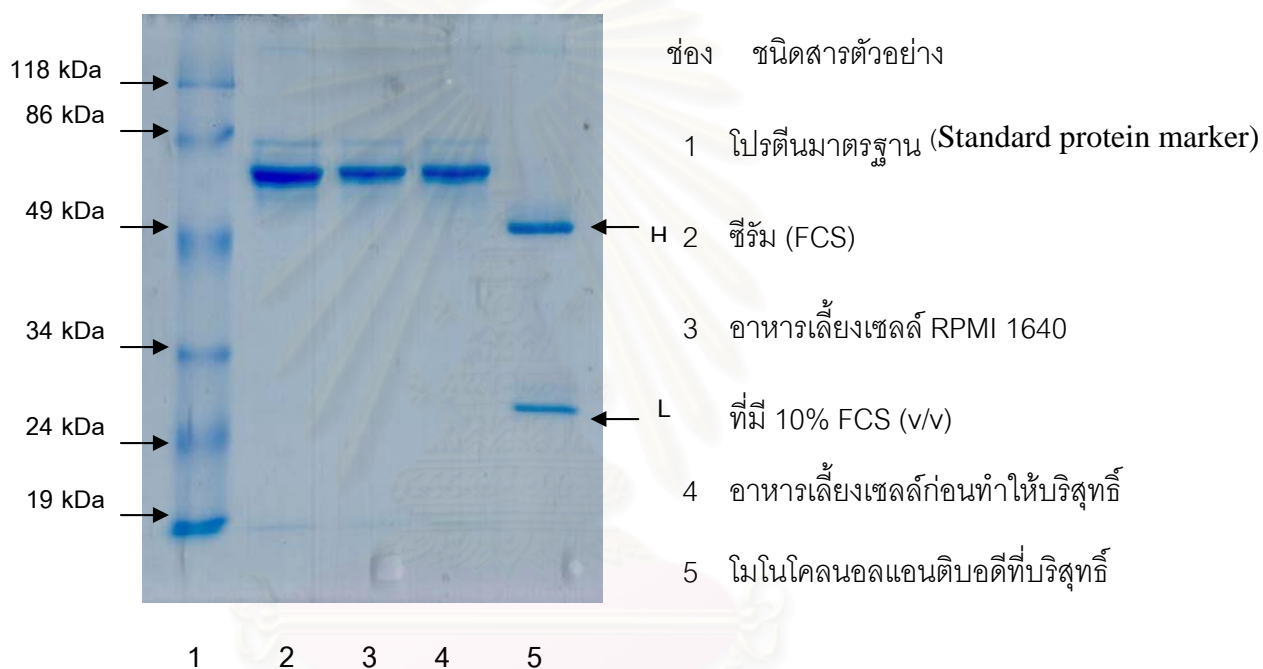 118 kDa
86 kDa
49 kDa
34 kDa
24 kDa
19 kDa
H
L
1 2 3 4 5
ช่อง ชนิดสารตัวอย่าง
1 โปรตีนมาตรฐาน (Standard protein marker)
2 ซีรัม (FCS)
3 อาหารเลี้ยงเซลล์ RPMI 1640
ที่มี 10% FCS (v/v)
4 อาหารเลี้ยงเซลล์ก่อนทำให้บริสุทธิ์
5 โมโนโคลนอลแอนติบอดีที่บริสุทธิ์